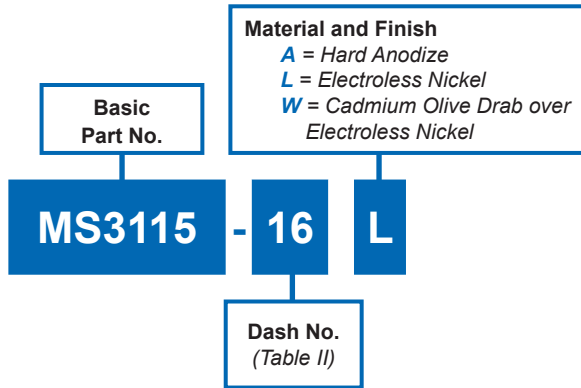 Material and Finish
A = Hard Anodize
L = Electroless Nickel
W = Cadmium Olive Drab over
Electroless Nickel
Basic
Part No.
MS3115 - 16 L
Dash No.
(Table II)